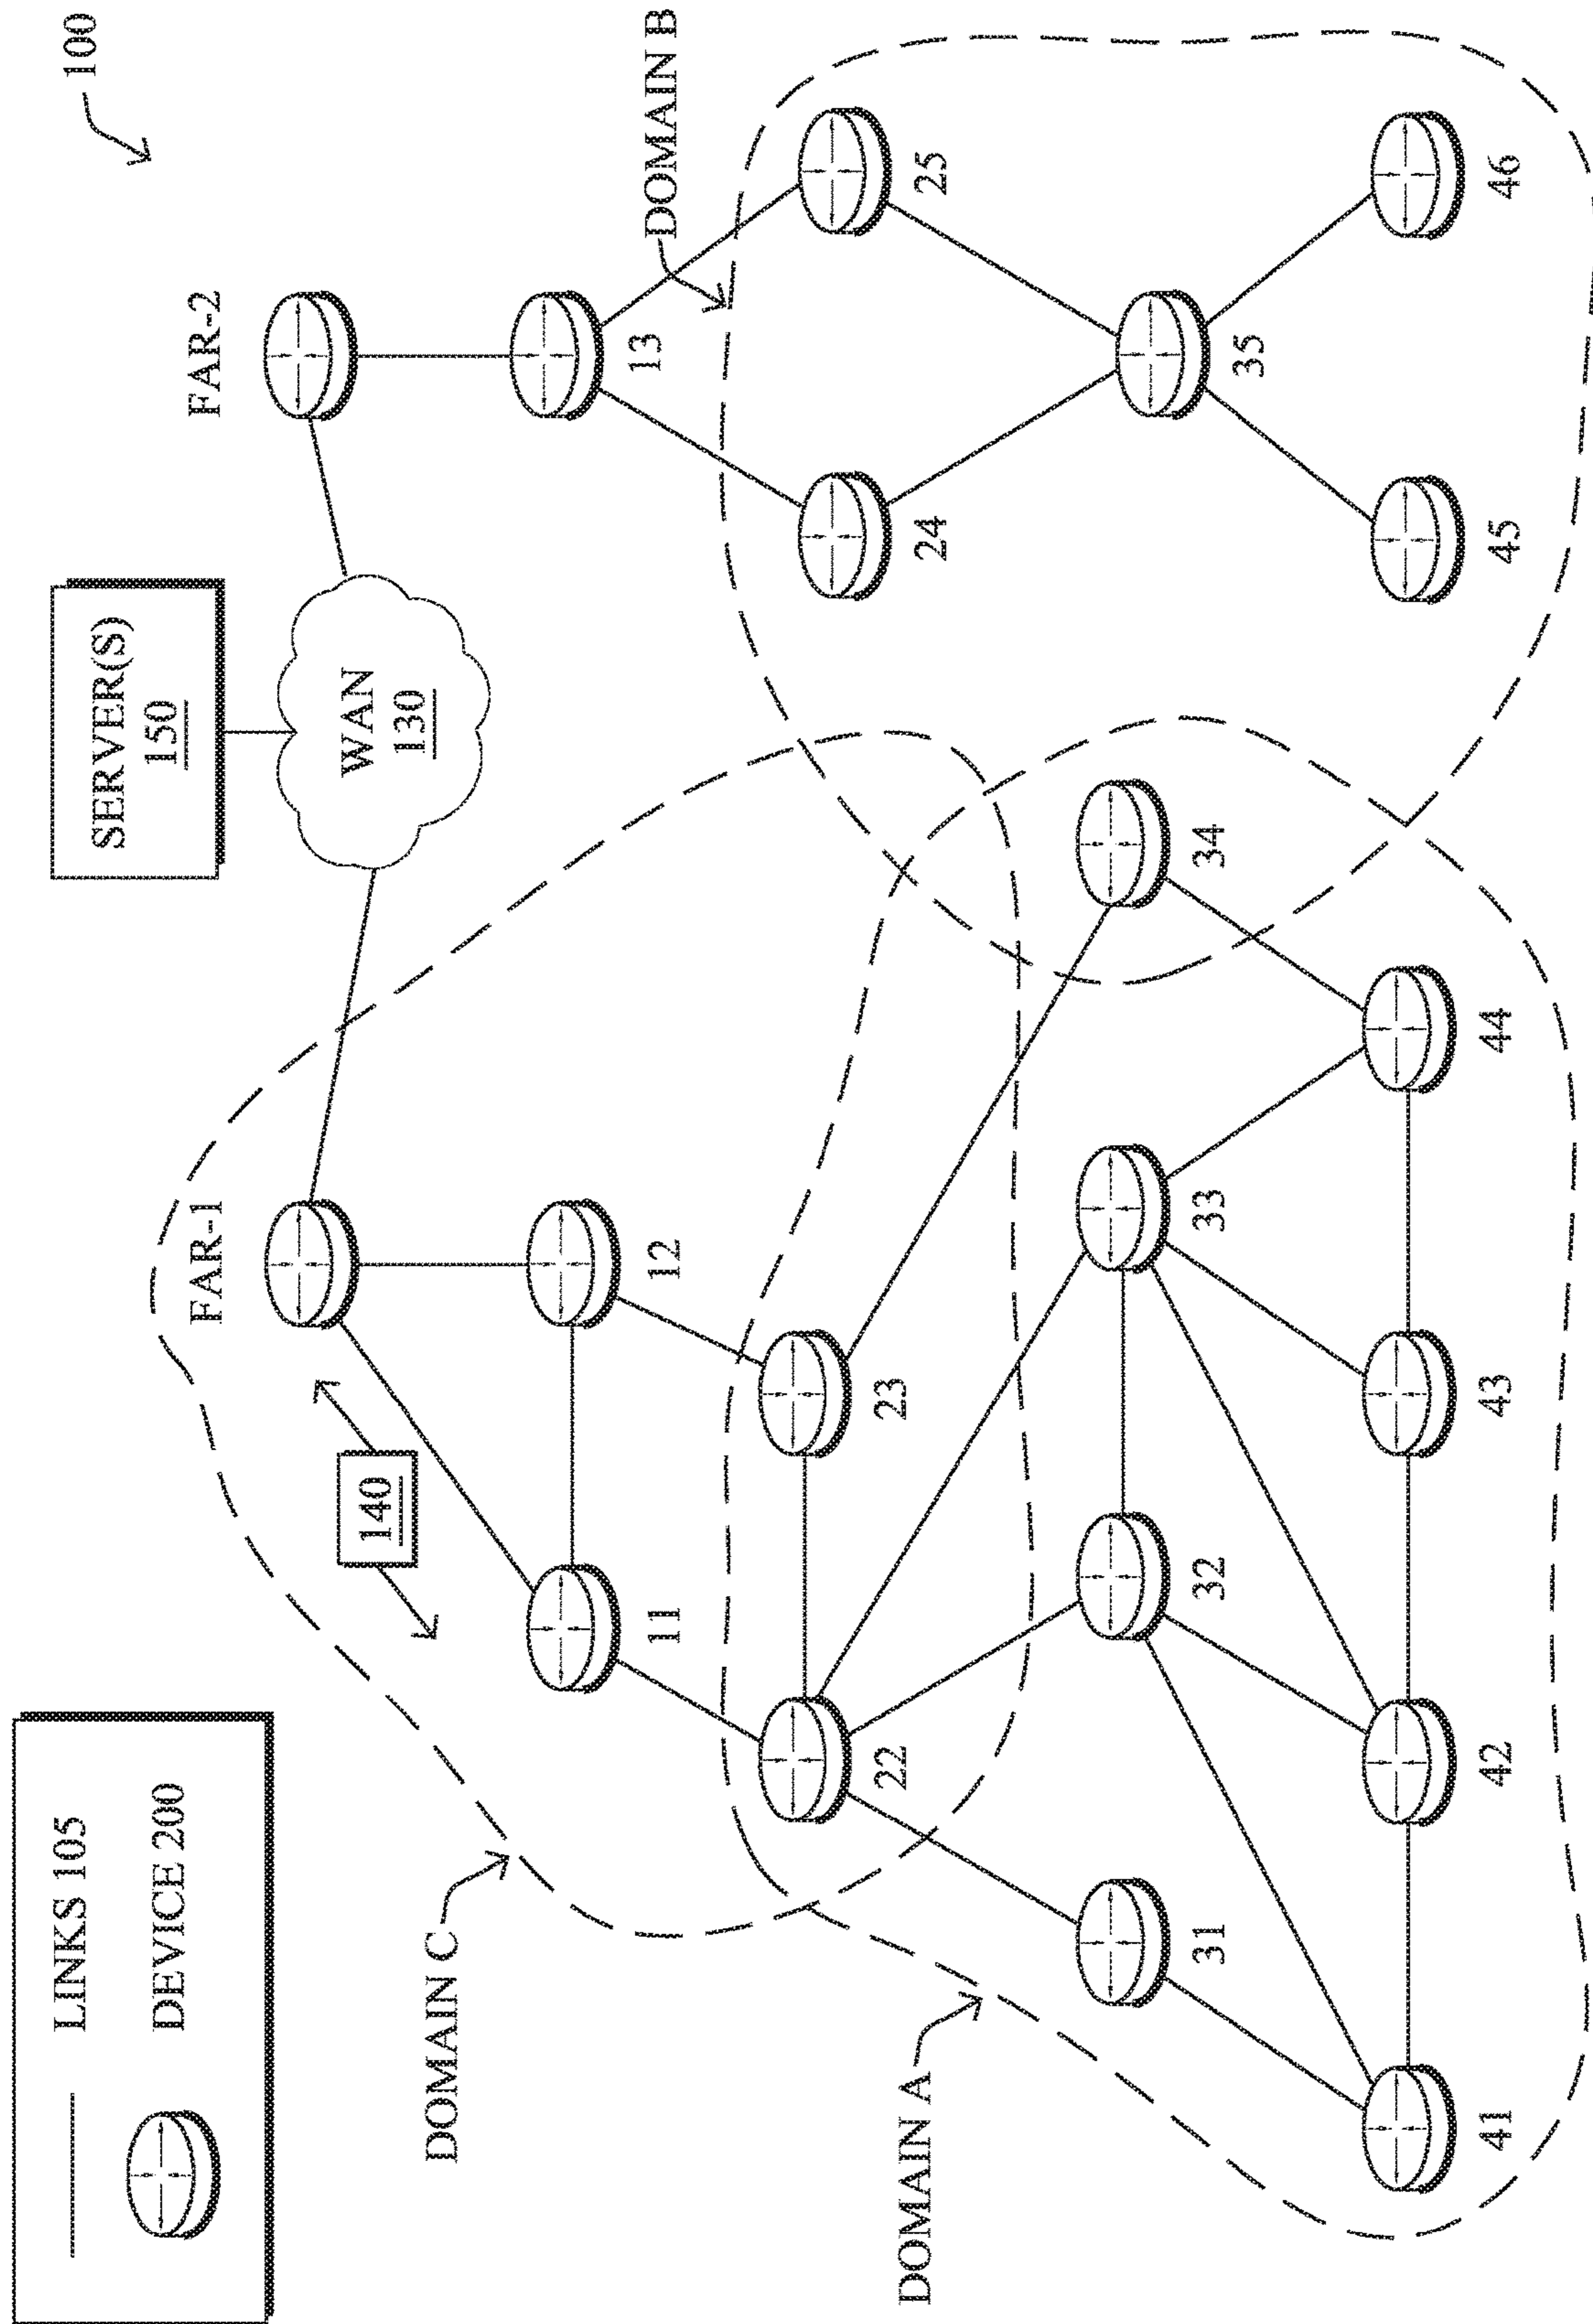 100
LINKS 105
DEVICE 200
SERVER(S)
150
WAN
130
FAR-1
FAR-2
140
DOMAIN C
11
12
13
DOMAIN B
DOMAIN A
22
23
24
25
31
32
33
34
35
41
42
43
44
45
46